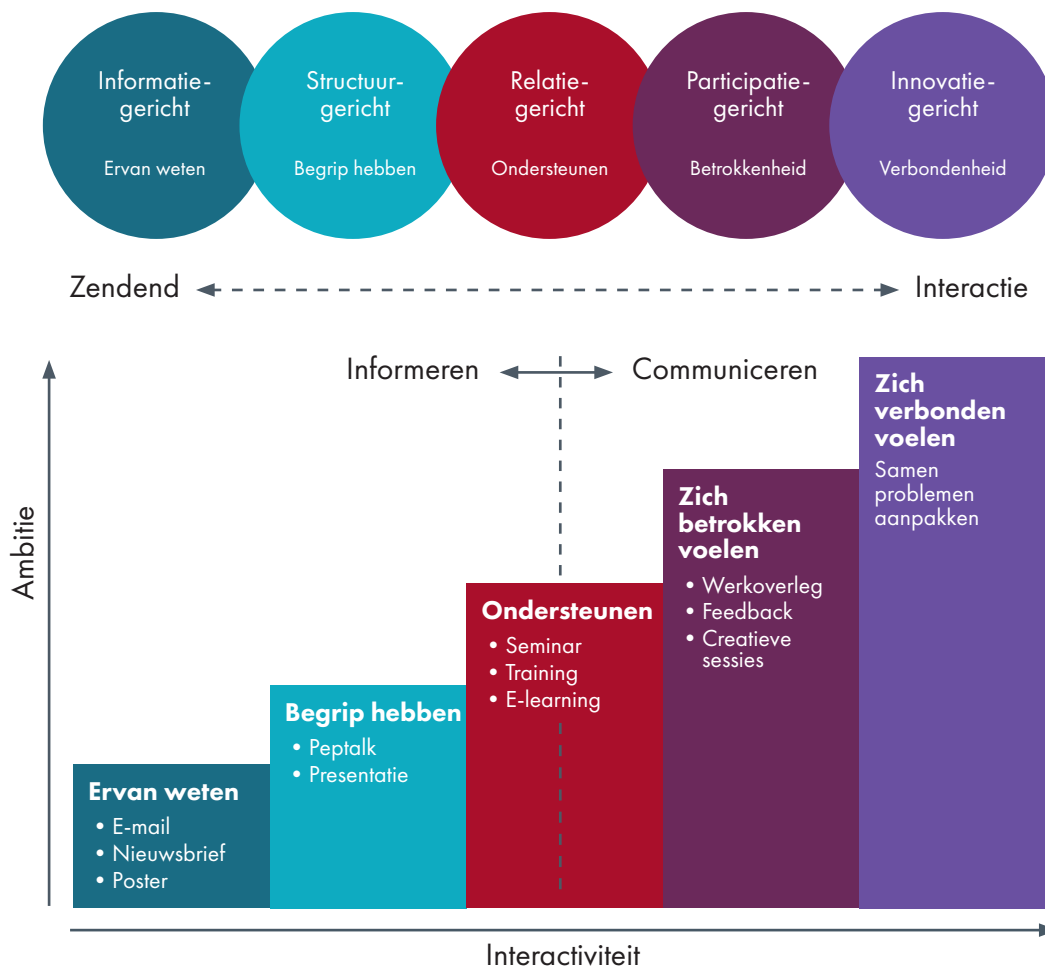 Informatie-
gericht
Ervan weten
Structuur-
gericht
Begrip hebben
Relatie-
gericht
Ondersteunen
Participatie-
gericht
Betrokkenheid
Innovatie-
gericht
Verbondenheid
Zendend
Interactie
Informeren
Communiceren
Ambitie
Ervan weten
• E-mail
• Nieuwsbrief
• Poster
Begrip hebben
• Peptalk
• Presentatie
Ondersteunen
• Seminar
• Training
• E-learning
Zich
betrokken
voelen
• Werkoverleg
• Feedback
• Creatieve
sessies
Zich
verbonden
voelen
Samen
problemen
aanpakken
Interactiviteit